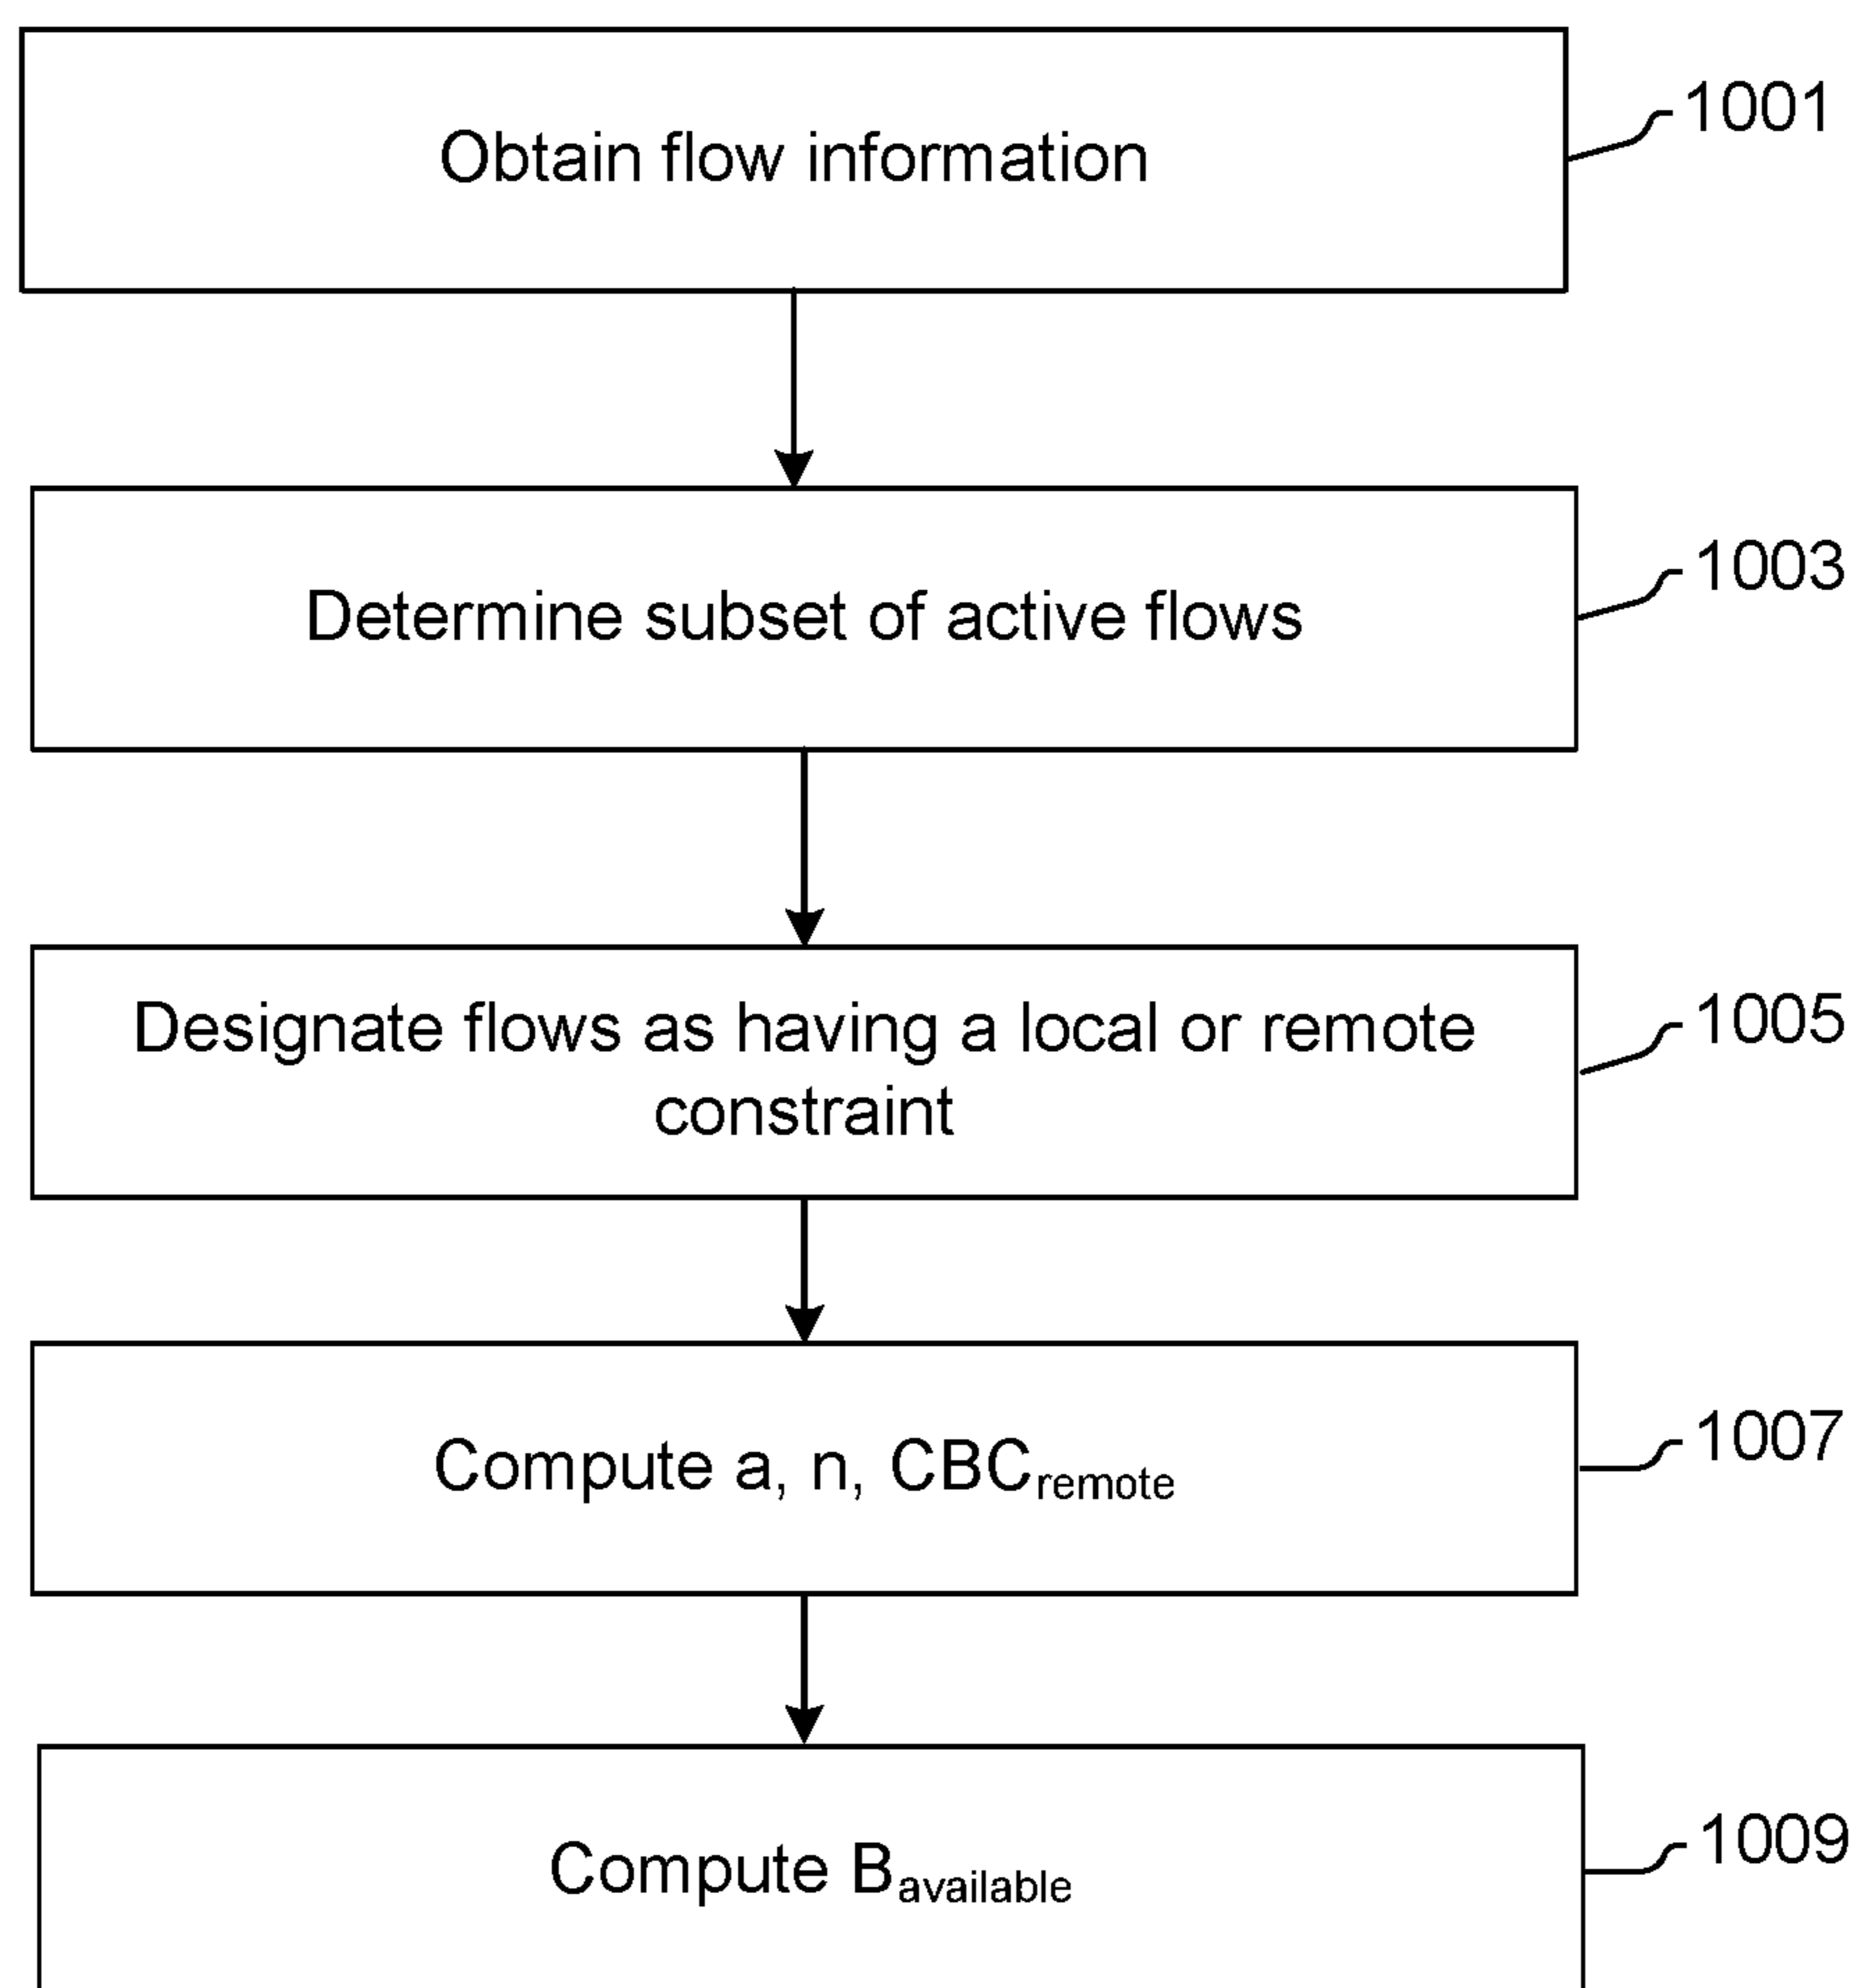 Obtain flow information
1001
Determine subset of active flows
1003
Designate flows as having a local or remote
constraint
1005
Compute a, n, CBCremote
1007
Compute Bavailable
1009